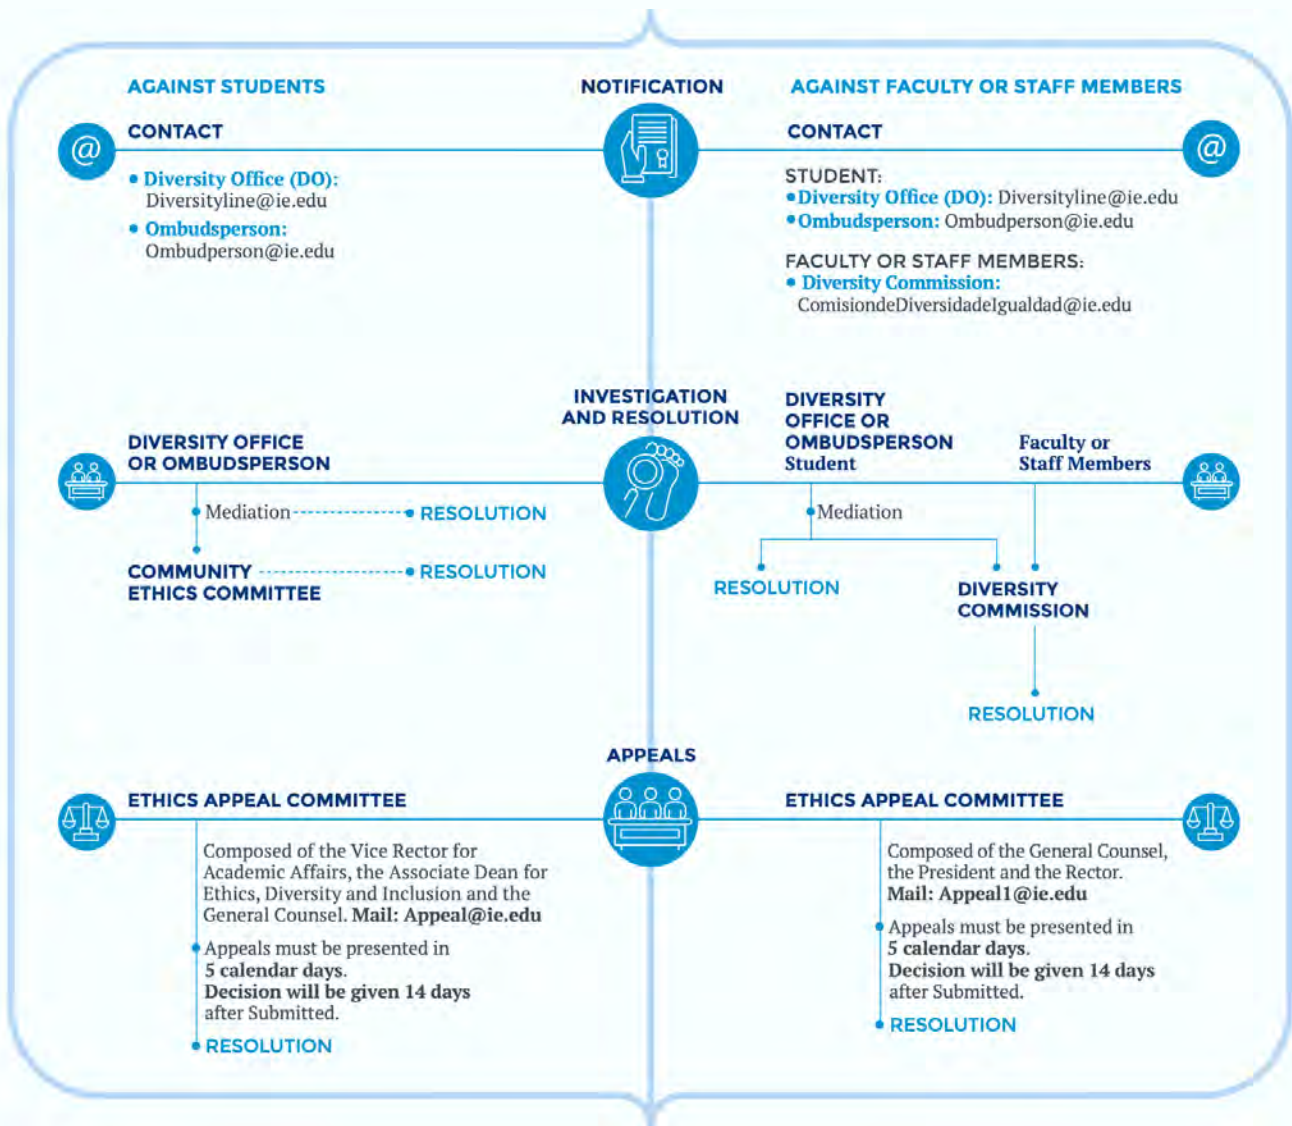 AGAINST STUDENTS
NOTIFICATION
AGAINST FACULTY OR STAFF MEMBERS
@
CONTACT
• Diversity Office (DO):
Diversityline@ie.edu
• Ombudsperson:
Ombudperson@ie.edu
CONTACT
@
STUDENT:
• Diversity Office (DO): Diversityline@ie.edu
• Ombudsperson: Ombudperson@ie.edu
FACULTY OR STAFF MEMBERS:
• Diversity Commission:
ComisiondeDiversidadeIgualdad@ie.edu
INVESTIGATION
AND RESOLUTION
DIVERSITY OFFICE
OR OMBUDSPERSON
Mediation
RESOLUTION
COMMUNITY
ETHICS COMMITTEE
RESOLUTION
DIVERSITY
OFFICE OR
OMBUDSPERSON
Student
Faculty or
Staff Members
Mediation
RESOLUTION
DIVERSITY
COMMISSION
RESOLUTION
APPEALS
ETHICS APPEAL COMMITTEE
Composed of the Vice Rector for
Academic Affairs, the Associate Dean for
Ethics, Diversity and Inclusion and the
General Counsel. Mail: Appeal@ie.edu
Appeals must be presented in
5 calendar days.
Decision will be given 14 days
after Submitted.
RESOLUTION
ETHICS APPEAL COMMITTEE
Composed of the General Counsel,
the President and the Rector.
Mail: Appeal1@ie.edu
Appeals must be presented in
5 calendar days.
Decision will be given 14 days
after Submitted.
RESOLUTION